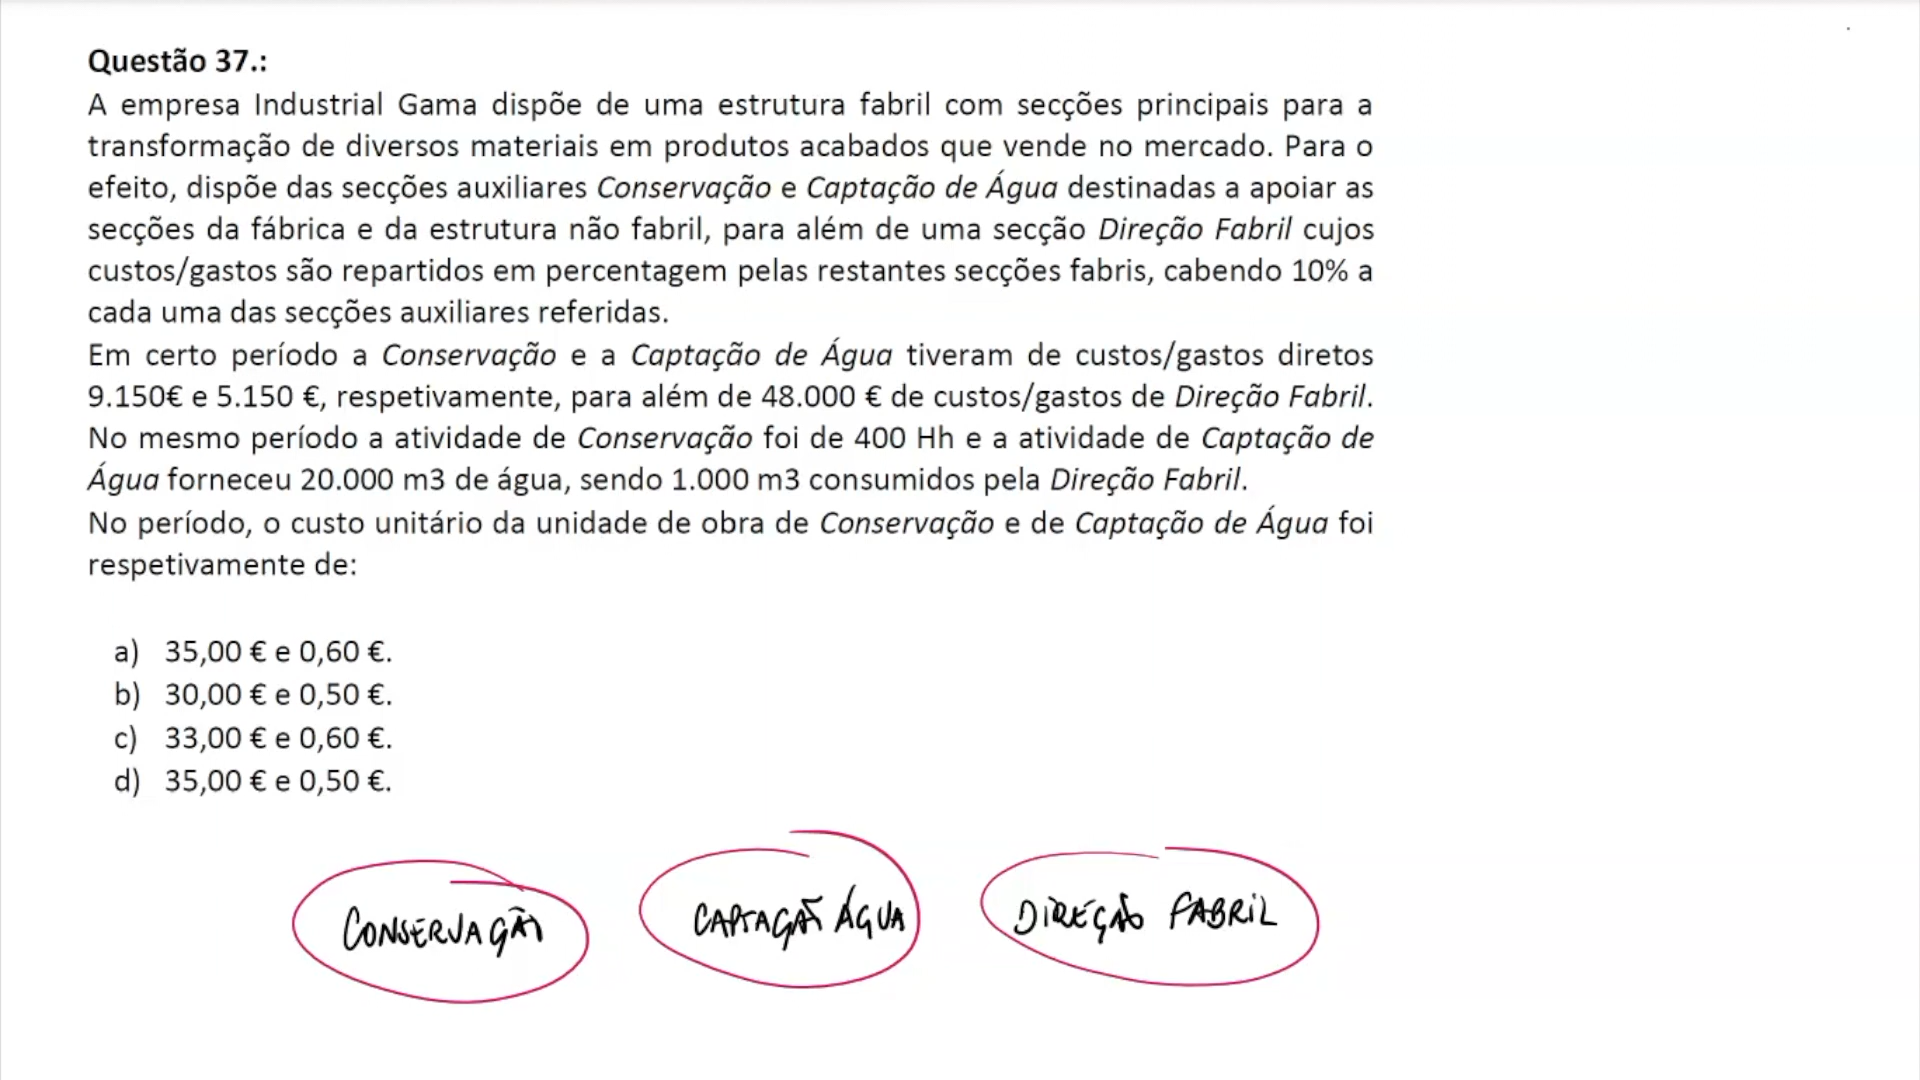 Questão 37.:
A empresa Industrial Gama dispõe de uma estrutura fabril com secções principais para a
transformação de diversos materiais em produtos acabados que vende no mercado. Para o
efeito, dispõe das secções auxiliares Conservação e Captação de Água destinadas a apoiar as
secções da fábrica e da estrutura não fabril, para além de uma secção Direção Fabril cujos
custos/gastos são repartidos em percentagem pelas restantes secções fabris, cabendo 10% a
cada uma das secções auxiliares referidas.
Em certo período a Conservação e a Captação de Água tiveram de custos/gastos diretos
9.150€ e 5.150 €, respetivamente, para além de 48.000 € de custos/gastos de Direção Fabril.
No mesmo período a atividade de Conservação foi de 400 Hh e a atividade de Captação de
Água forneceu 20.000 m3 de água, sendo 1.000 m3 consumidos pela Direção Fabril.
No período, o custo unitário da unidade de obra de Conservação e de Captação de Água foi
respetivamente de:
a) 35,00 € e 0,60 €.
b) 30,00 € e 0,50 €.
c) 33,00 € e 0,60 €.
d) 35,00 € e 0,50 €.
CONSERVAÇÃO CAPTAÇÃO ÁGUA DIREÇÃO FABRIL